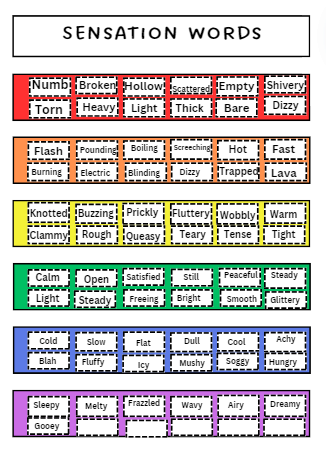 SENSATION WORDS
Numb Broken Hollow Scattered Empty Shivery
Torn Heavy Light Thick Bare Dizzy
Flash Pounding Boiling Screeching Hot Fast
Burning Electric Blinding Dizzy Trapped Lava
Knotted Buzzing Prickly Fluttery Wobbly Warm
Clammy Rough Queasy Teary Tense Tight
Calm Open Satisfied Still Peaceful Steady
Light Steady Freeing Bright Smooth Glittery
Cold Slow Flat Dull Cool Achy
Blah Fluffy Icy Mushy Soggy Hungry
Sleepy Melty Frazzled Wavy Airy Dreamy
Gooey